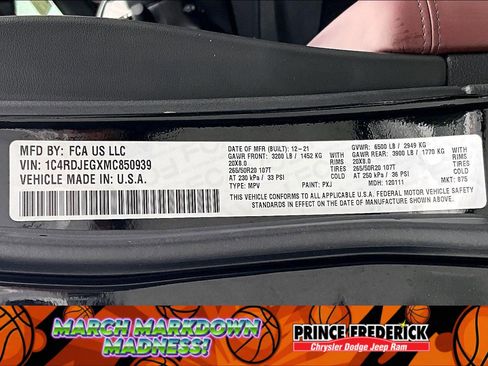 MFD BY: FCA US LLC
VIN: 1C4RDJEGXMC850939
VEHICLE MADE IN U.S.A.
DATE OF MFR (BUILT): 12-21
GAWR FRONT: 3200 LB / 1452 KG
20X8.0
265/50R20 107T
AT 230 kPa / 33 PSI
TYPE: MPV
RIMS
TIRES
COLD
PAINT: PXJ
GVWR: 6500 LB / 2949 KG
GAWR REAR: 3900 LB / 1770 KG
20X8.0
265/50R20 107T
AT 250 kPa / 36 PSI
MDH: 120111
RIMS
TIRES
COLD
MKT: 875
THIS VEHICLE CONFORMS TO ALL APPLICABLE U.S.A. FEDERAL MOTOR VEHICLE SAFETY
STANDARDS IN EFFECT ON THE DATE OF MANUFACTURE SHOWN ABOVE.
MARCH MARKDOWN
MADNESS!
PRINCE FREDERICK
Chrysler Dodge Jeep Ram